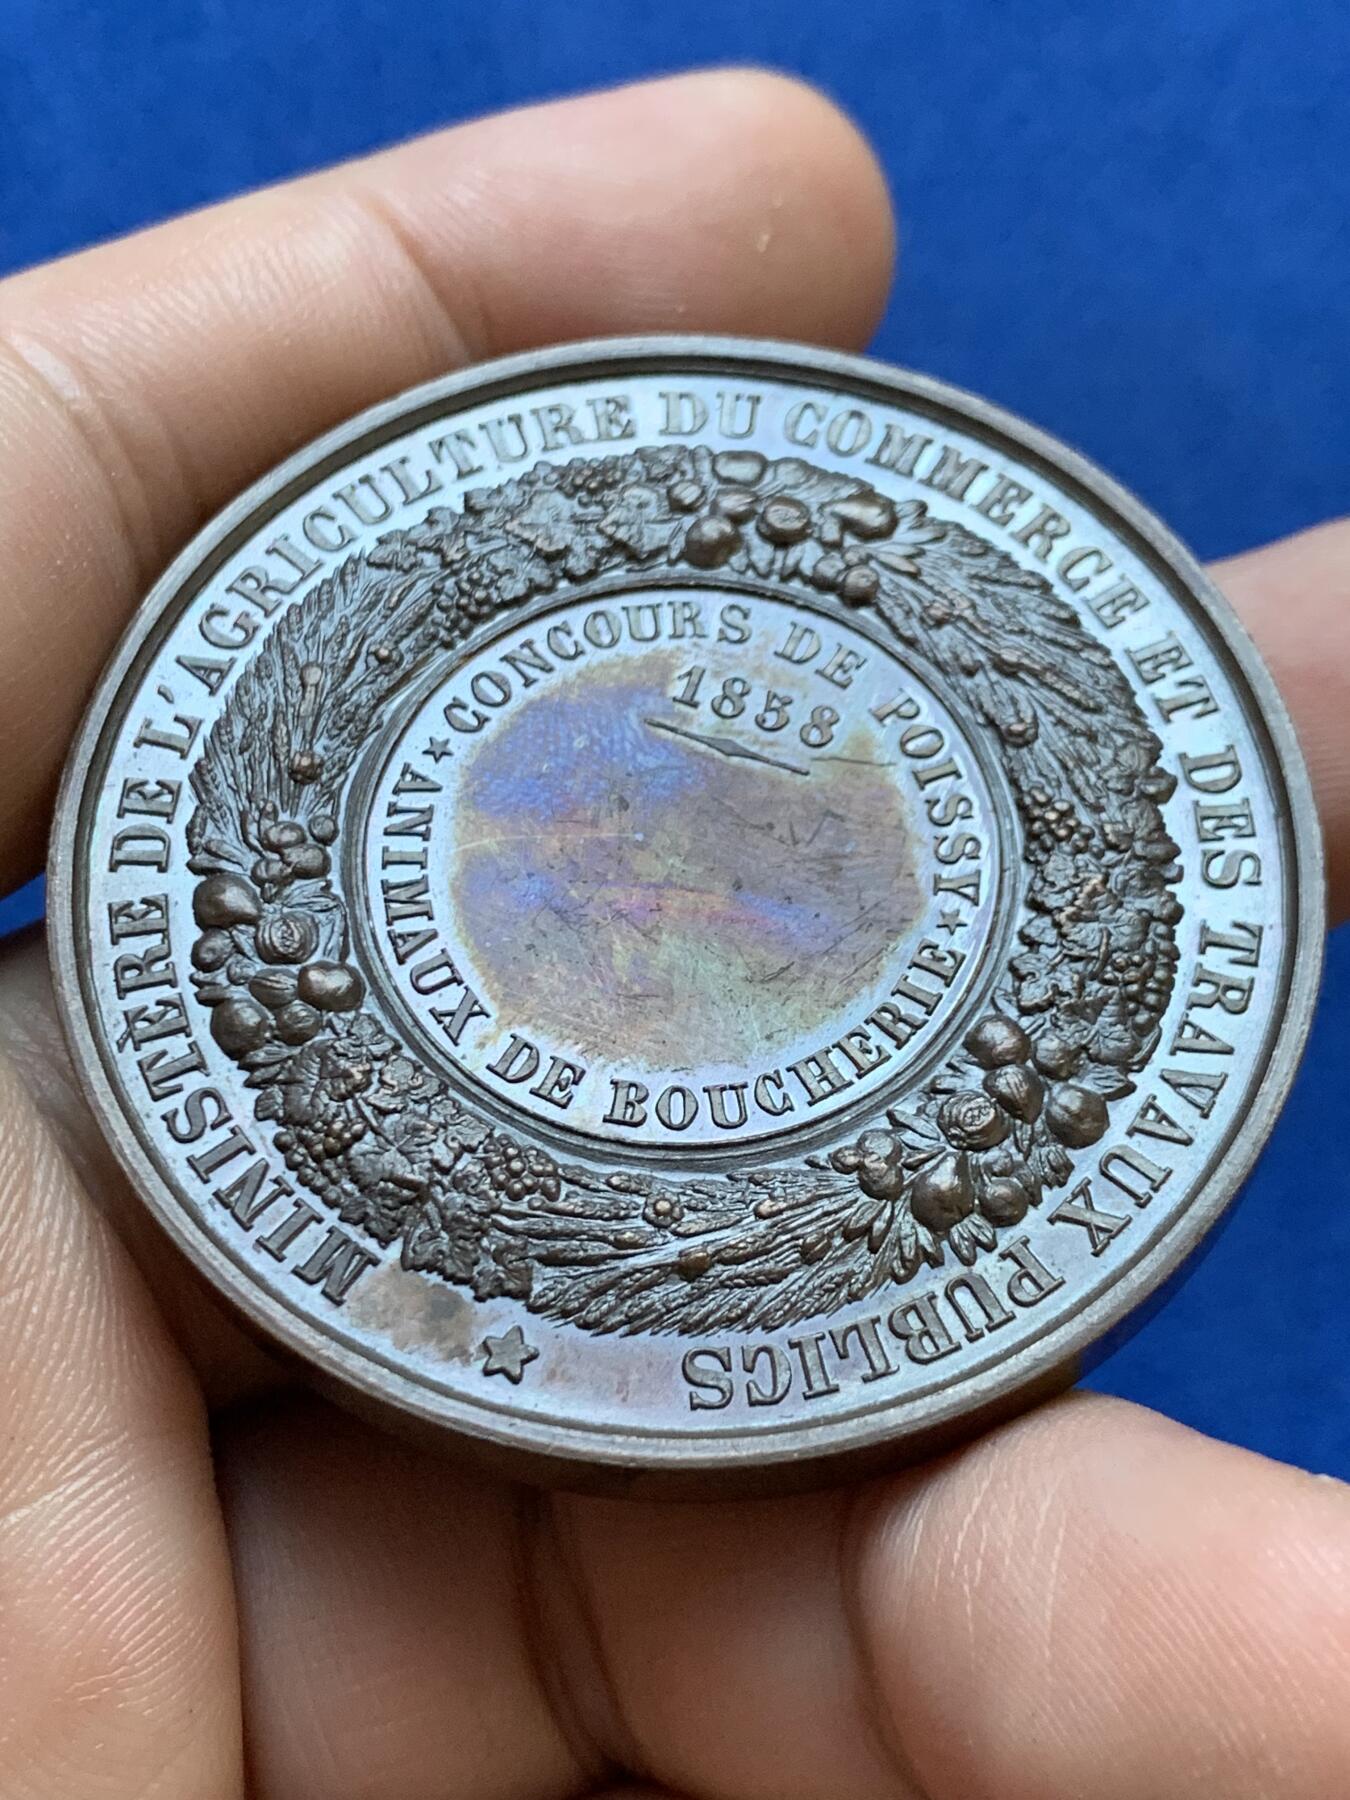 MINISTÈRE DE L'AGRICULTURE DU COMMERCE ET DES TRAVAUX PUBLICS
CONCOURS DE POISSY
1858
ANIMAUX DE BOUCHERIE